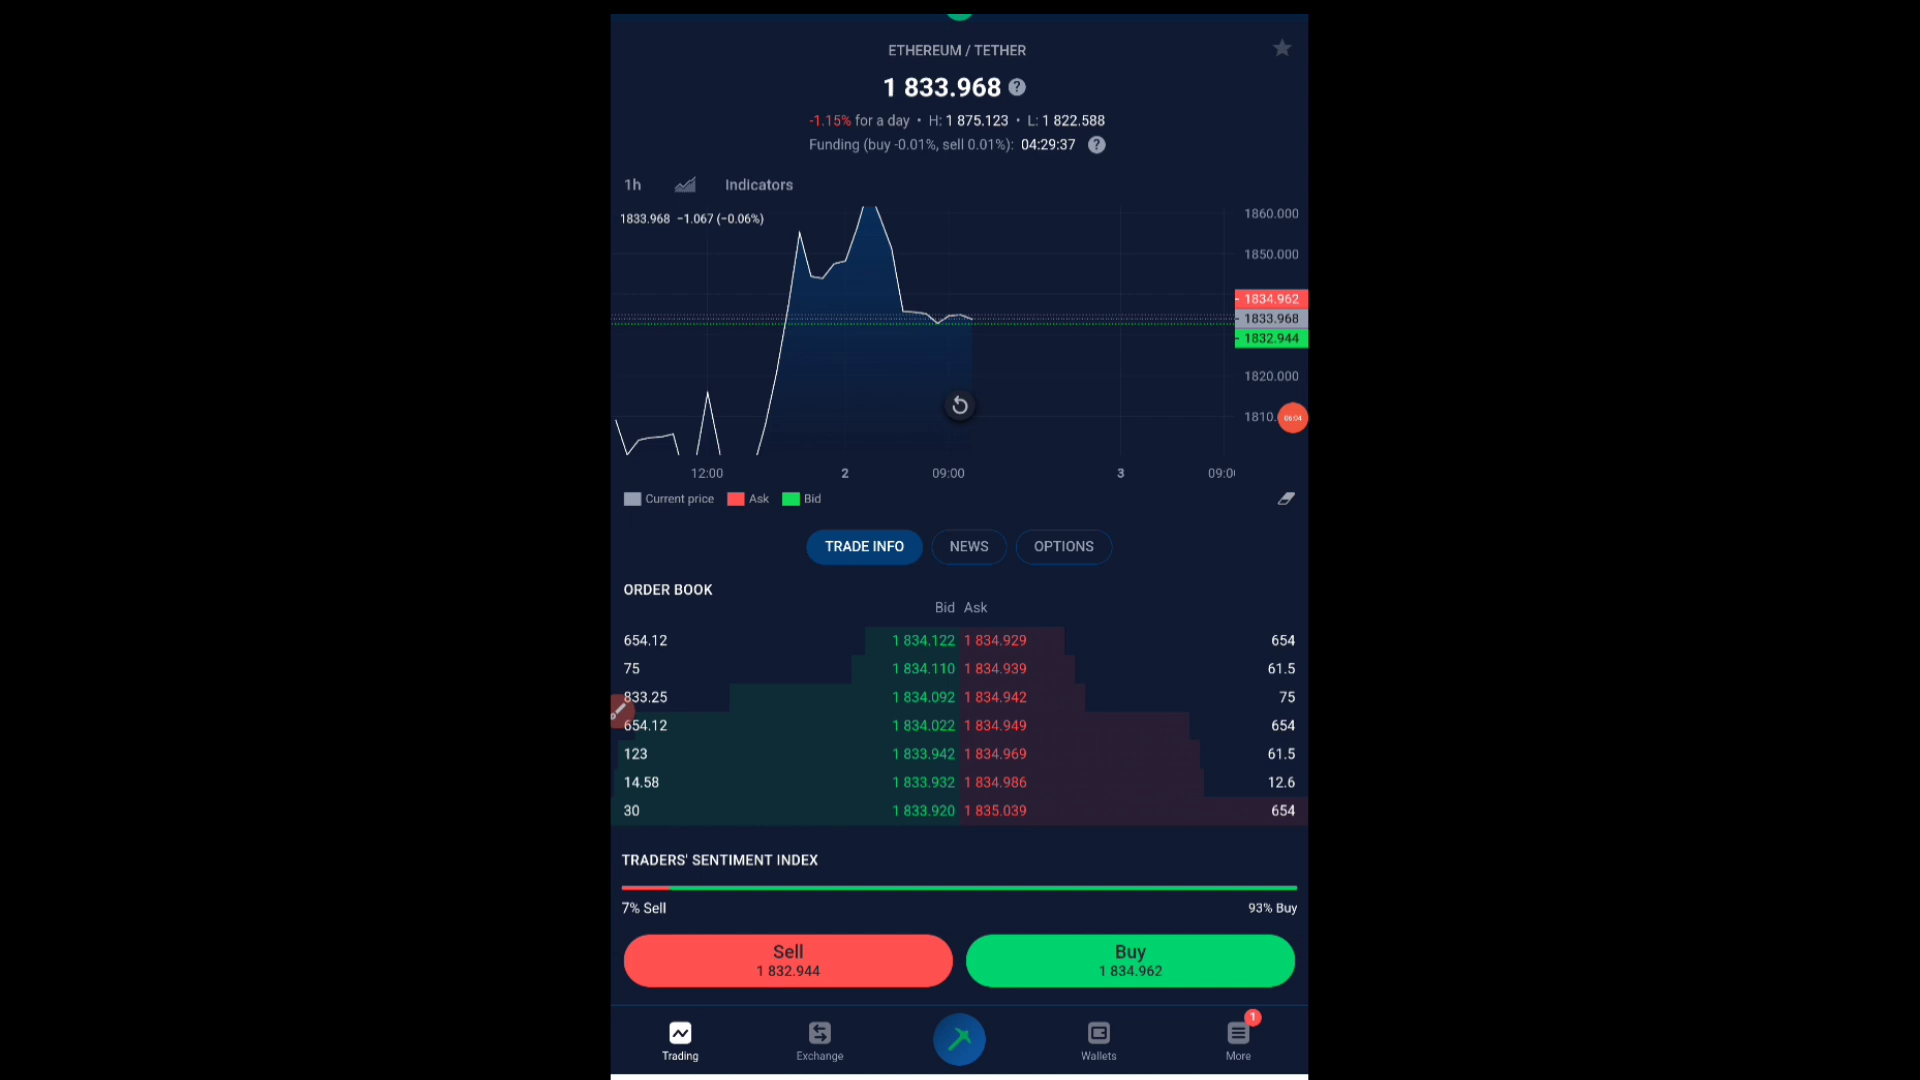 ETHEREUM / TETHER
1 833.968 ?
-1.15% for a day • H: 1 875.123 • L: 1 822.588
Funding (buy -0.01%, sell 0.01%): 04:29:37 ?
1h Indicators
1833.968 −1.067 (−0.06%)
1860.000
1850.000
1834.962
1833.968
1832.944
1820.000
1810. 06:04
12:00 2 09:00 3 09:0
Current price Ask Bid
TRADE INFO NEWS OPTIONS
ORDER BOOK
Bid Ask
654.12 1 834.122 1 834.929 654
75 1 834.110 1 834.939 61.5
833.25 1 834.092 1 834.942 75
654.12 1 834.022 1 834.949 654
123 1 833.942 1 834.969 61.5
14.58 1 833.932 1 834.986 12.6
30 1 833.920 1 835.039 654
TRADERS' SENTIMENT INDEX
7% Sell 93% Buy
Sell Buy
1 832.944 1 834.962
1
Trading Exchange Wallets More